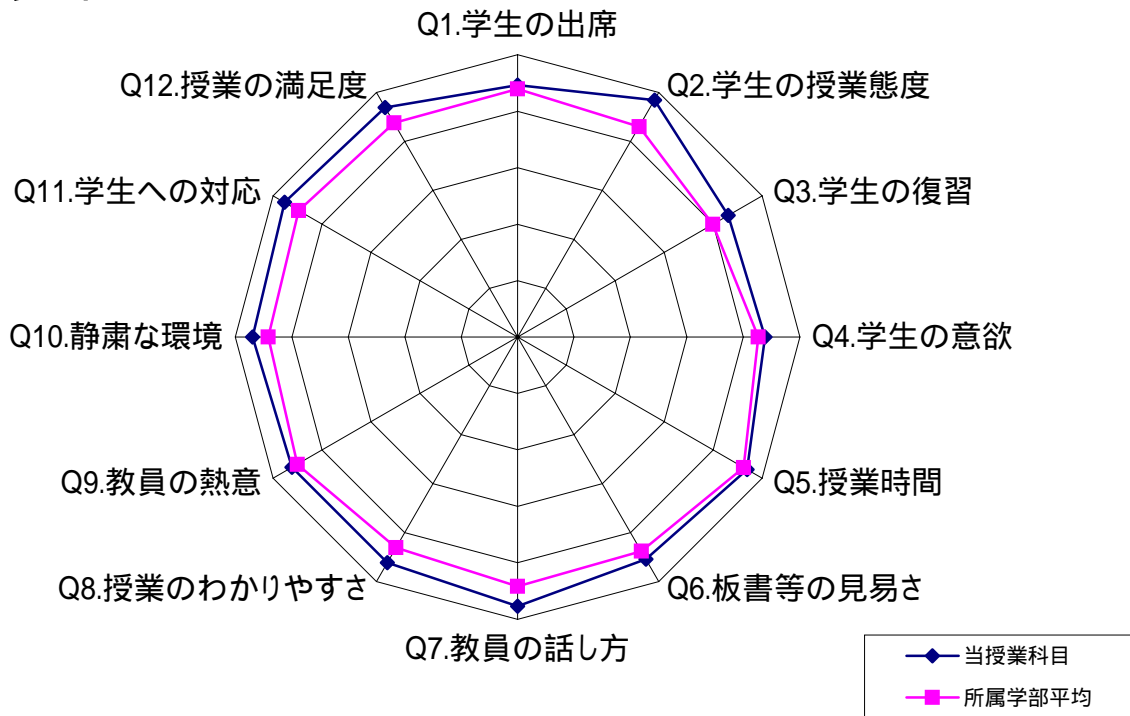 Q1.学生の出席
Q2.学生の授業態度
Q3.学生の復習
Q4.学生の意欲
Q5.授業時間
Q6.板書等の見易さ
Q7.教員の話し方
Q8.授業のわかりやすさ
Q9.教員の熱意
Q10.静粛な環境
Q11.学生への対応
Q12.授業の満足度
当授業科目
所属学部平均